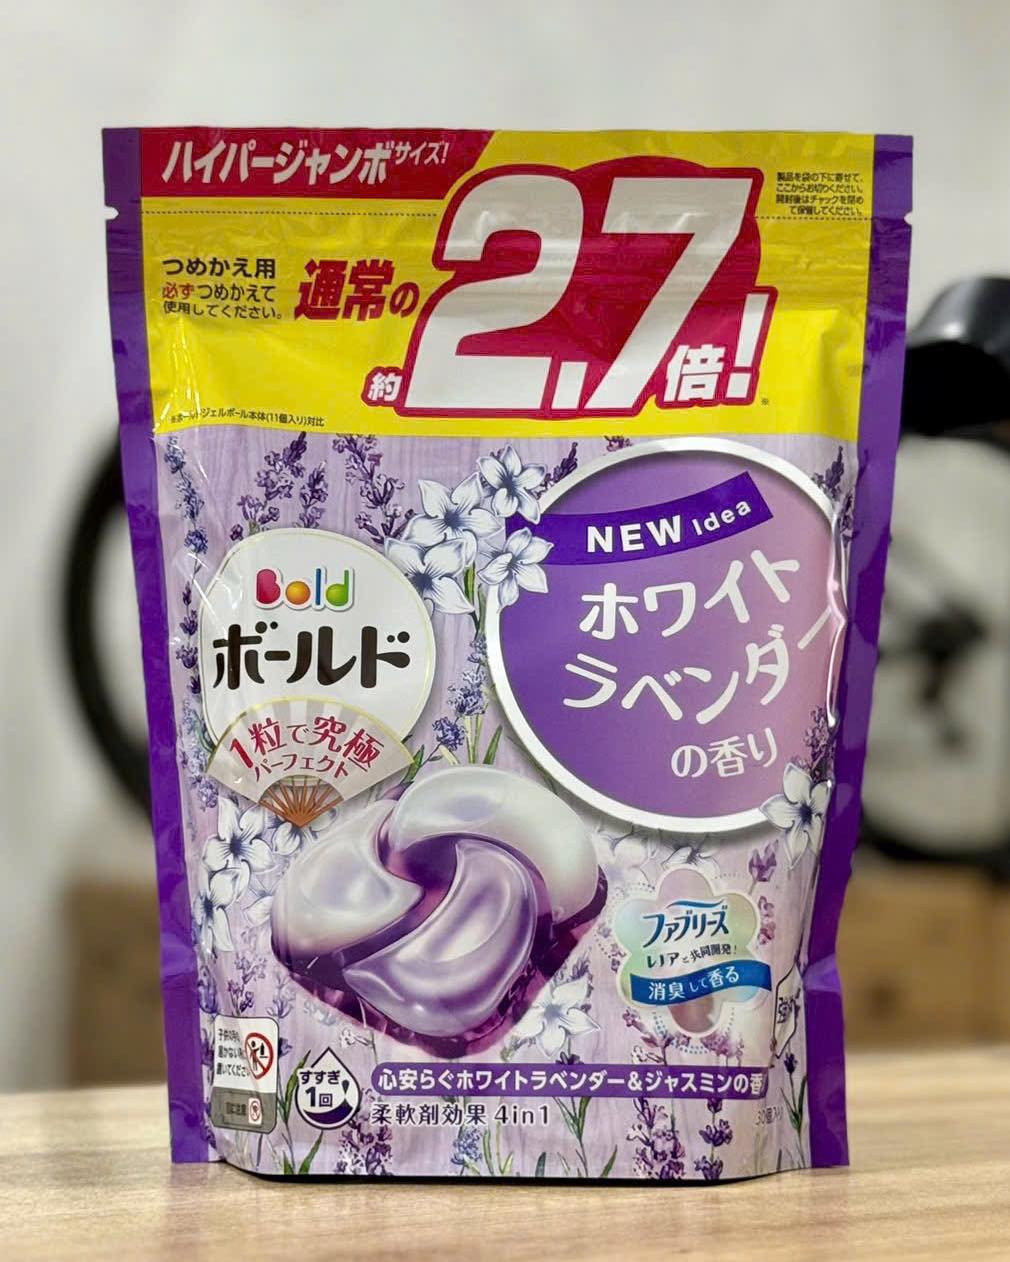 ハイパージャンボサイズ!
製品を袋の下に寄せて、
ここからお切りください。
開封後はチャックを閉め
て保管してください。
つめかえ用
必ずつめかえて
使用してください。
通常の
約2.7倍!
※ボールドジェルボール本体(11個入り)対比
NEW Idea
ホワイト
ラベンダー
の香り
Bold
ボールド
1粒で究極
パーフェクト
ファブリーズ
レノアと共同開発!
消臭して香る
すすぎ
1回
心安らぐホワイトラベンダー&ジャスミンの香
柔軟剤効果 4in1